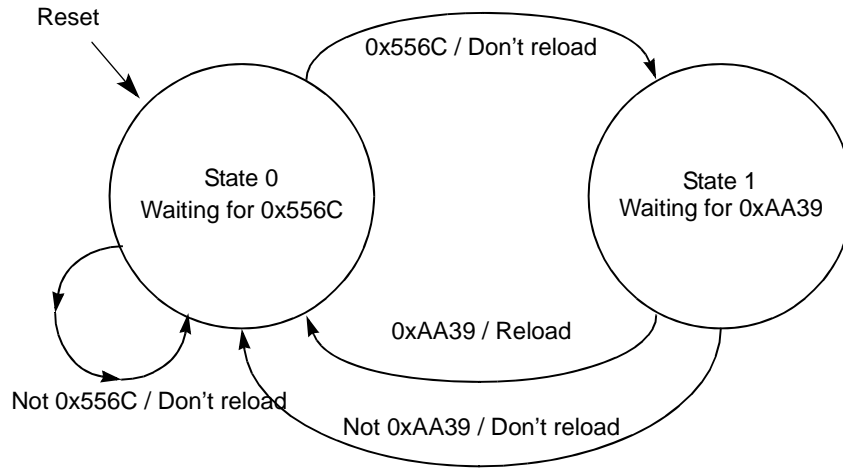 Reset
0x556C / Don't reload
State 0
Waiting for 0x556C
State 1
Waiting for 0xAA39
0xAA39 / Reload
Not 0x556C / Don't reload
Not 0xAA39 / Don't reload